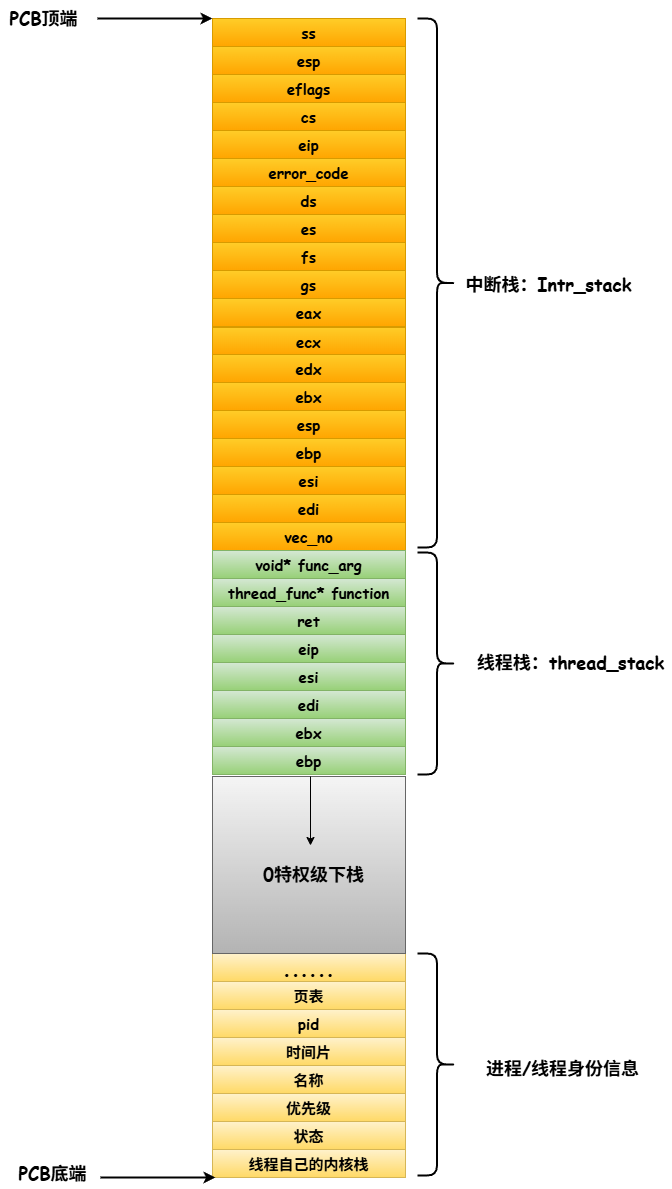 PCB顶端
ss
esp
eflags
cs
eip
error_code
ds
es
fs
gs
eax
ecx
edx
ebx
esp
ebp
esi
edi
vec_no
中断栈：Intr_stack
void* func_arg
thread_func* function
ret
eip
esi
edi
ebx
ebp
线程栈：thread_stack
0特权级下栈
......
页表
pid
时间片
名称
优先级
状态
线程自己的内核栈
进程/线程身份信息
PCB底端